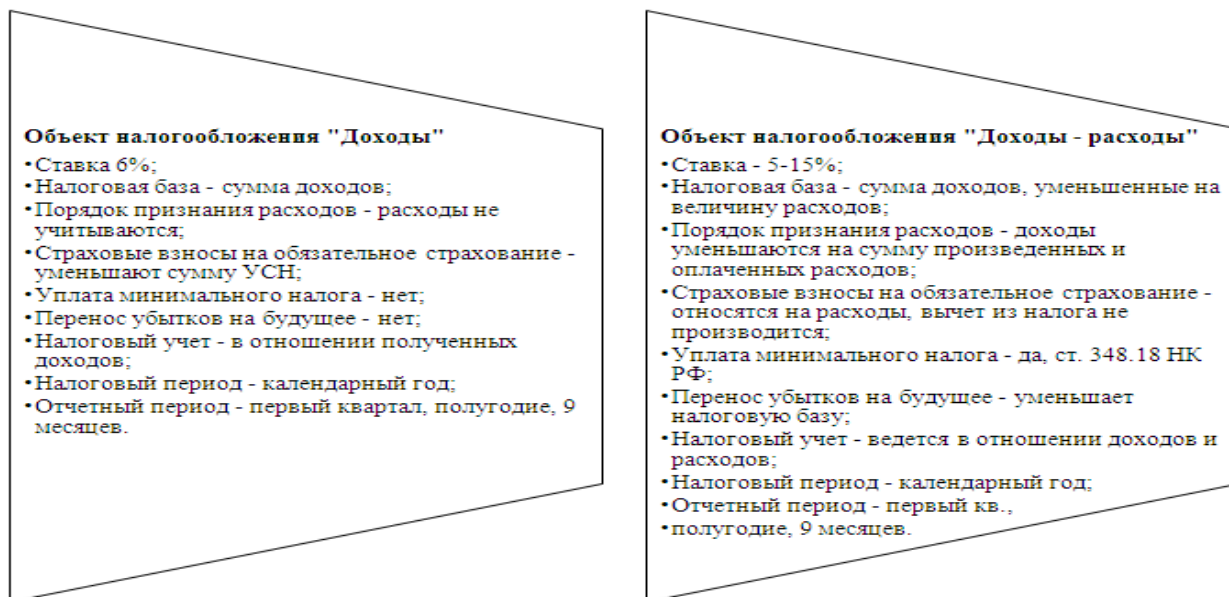 Объект налогообложения "Доходы"
•Ставка 6%;
•Налоговая база - сумма доходов;
•Порядок признания расходов - расходы не
учитываются;
•Страховые взносы на обязательное страхование -
уменьшают сумму УСН;
•Уплата минимального налога - нет;
•Перенос убытков на будущее - нет;
•Налоговый учет - в отношении полученных
доходов;
•Налоговый период - календарный год;
•Отчетный период - первый квартал, полугодие, 9
месяцев.
Объект налогообложения "Доходы - расходы"
•Ставка - 5-15%;
•Налоговая база - сумма доходов, уменьшенные на
величину расходов;
•Порядок признания расходов - доходы
уменьшаются на сумму произведенных и
оплаченных расходов;
•Страховые взносы на обязательное страхование -
относятся на расходы, вычет из налога не
производится;
•Уплата минимального налога - да, ст. 348.18 НК
РФ;
•Перенос убытков на будущее - уменьшает
налоговую базу;
•Налоговый учет - ведется в отношении доходов и
расходов;
•Налоговый период - календарный год;
•Отчетный период - первый кв.,
•полугодие, 9 месяцев.